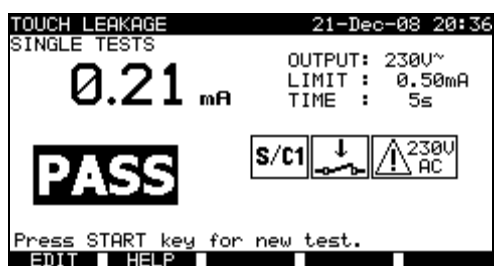 TOUCH LEAKAGE 21-Dec-08 20:36
SINGLE TESTS
OUTPUT: 230V~
0.21 mA
LIMIT : 0.50mA
TIME : 5s
PASS
S/C1
230V AC
Press START key for new test.
EDIT HELP